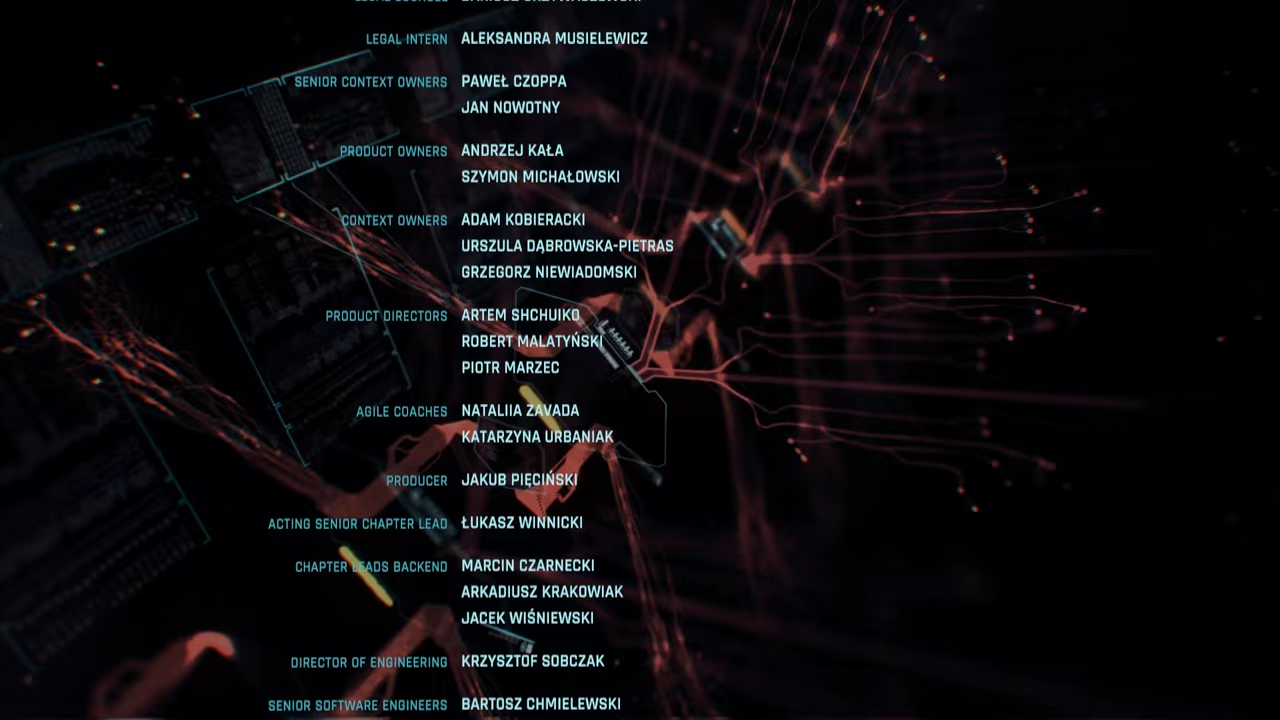 LEGAL INTERN ALEKSANDRA MUSIELEWICZ
SENIOR CONTEXT OWNERS PAWEŁ CZOPPA
JAN NOWOTNY
PRODUCT OWNERS ANDRZEJ KAŁA
SZYMON MICHAŁOWSKI
CONTEXT OWNERS ADAM KOBIERACKI
URSZULA DĄBROWSKA-PIETRAS
GRZEGORZ NIEWIADOMSKI
PRODUCT DIRECTORS ARTEM SHCHUIKO
ROBERT MALATYŃSKI
PIOTR MARZEC
AGILE COACHES NATALIIA ZAVADA
KATARZYNA URBANIAK
PRODUCER JAKUB PIĘCIŃSKI
ACTING SENIOR CHAPTER LEAD ŁUKASZ WINNICKI
CHAPTER LEADS BACKEND MARCIN CZARNECKI
ARKADIUSZ KRAKOWIAK
JACEK WIŚNIEWSKI
DIRECTOR OF ENGINEERING KRZYSZTOF SOBCZAK
SENIOR SOFTWARE ENGINEERS BARTOSZ CHMIELEWSKI